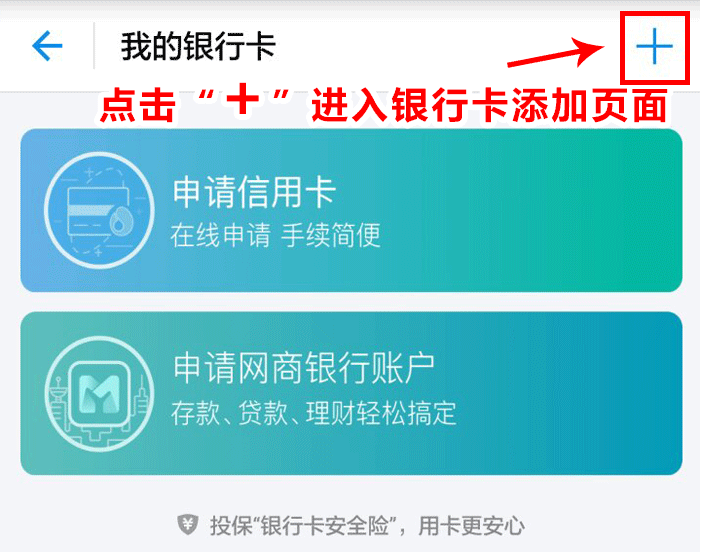 我的银行卡
点击“+”进入银行卡添加页面
申请信用卡
在线申请 手续简便
申请网商银行账户
存款、贷款、理财轻松搞定
投保“银行卡安全险”，用卡更安心